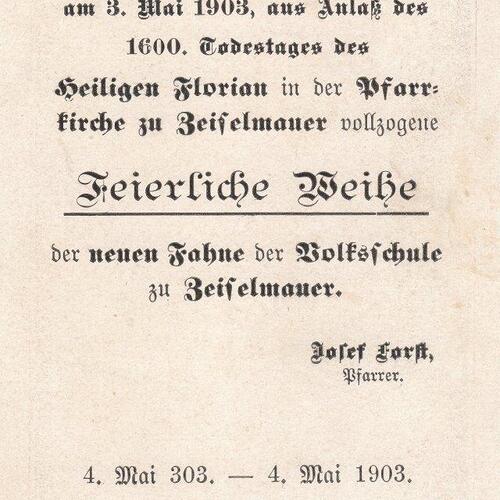 am 3. Mai 1903, aus Anlaß des
1600. Todestages des
Heiligen Florian in der Pfarr-
kirche zu Zeiselmauer vollzogene
Feierliche Weihe
der neuen Fahne der Volksschule
zu Zeiselmauer.
Josef Forst,
Pfarrer.
4. Mai 303. — 4. Mai 1903.